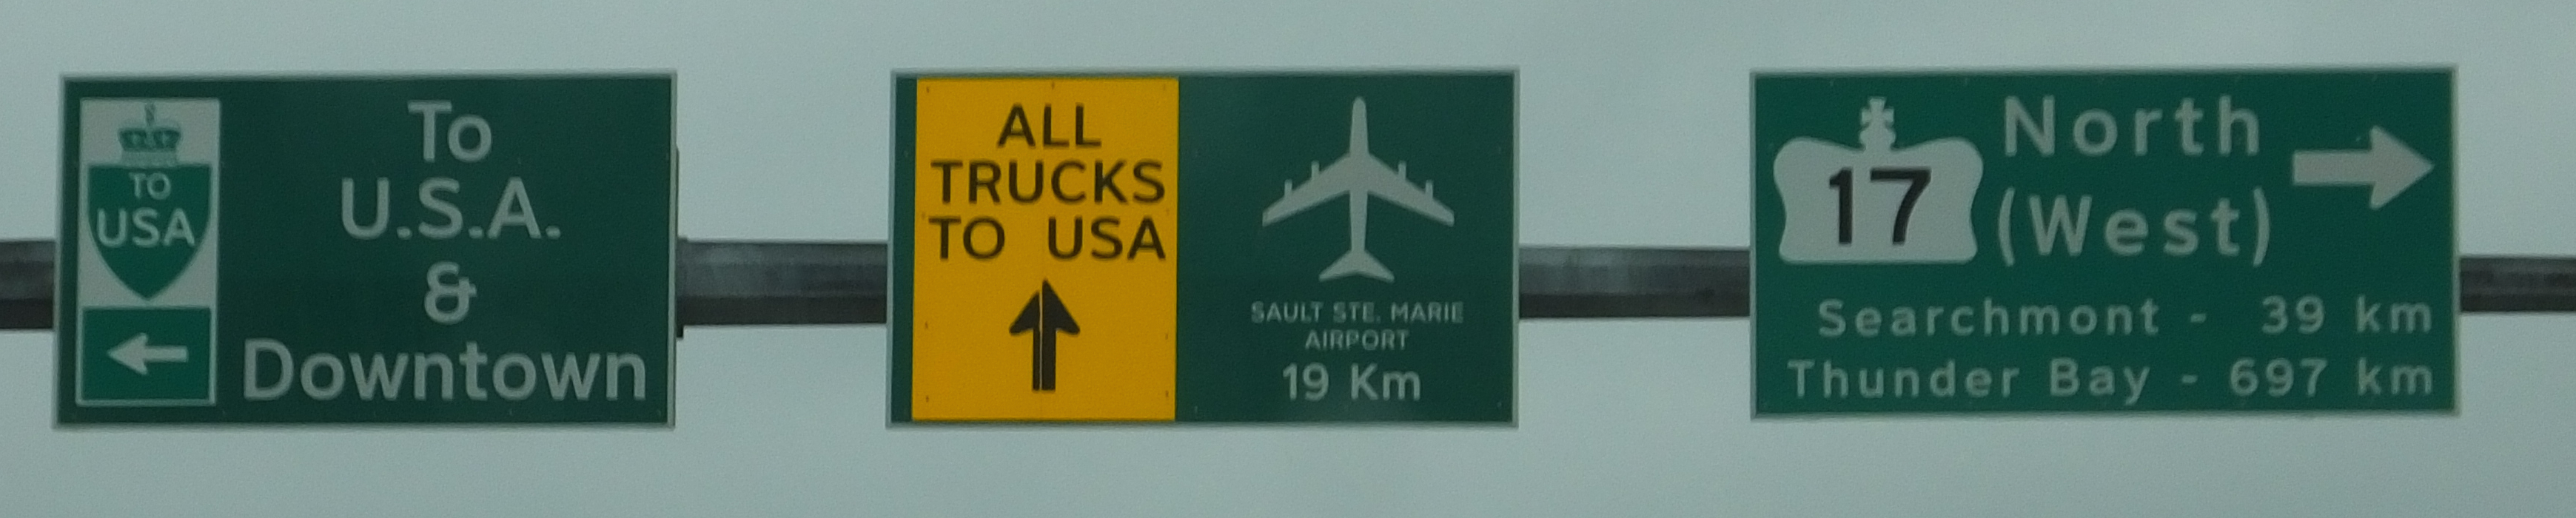 TO
USA
To
U.S.A.
&
Downtown
ALL
TRUCKS
TO USA
SAULT STE. MARIE
AIRPORT
19 Km
17
North
(West)
Searchmont - 39 km
Thunder Bay - 697 km